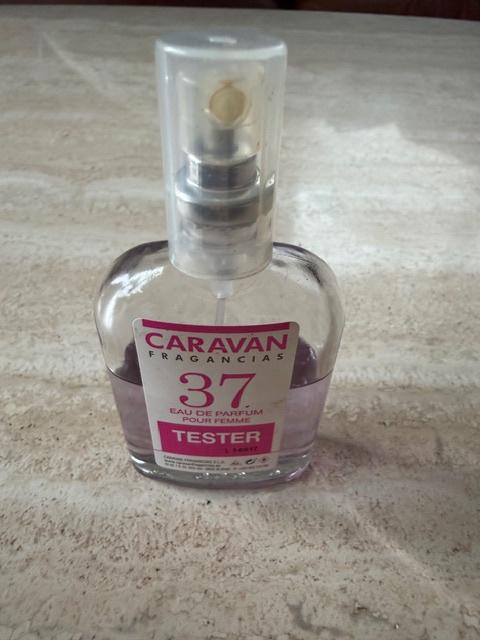 CARAVAN
FRAGANCIAS
37
EAU DE PARFUM
POUR FEMME
TESTER